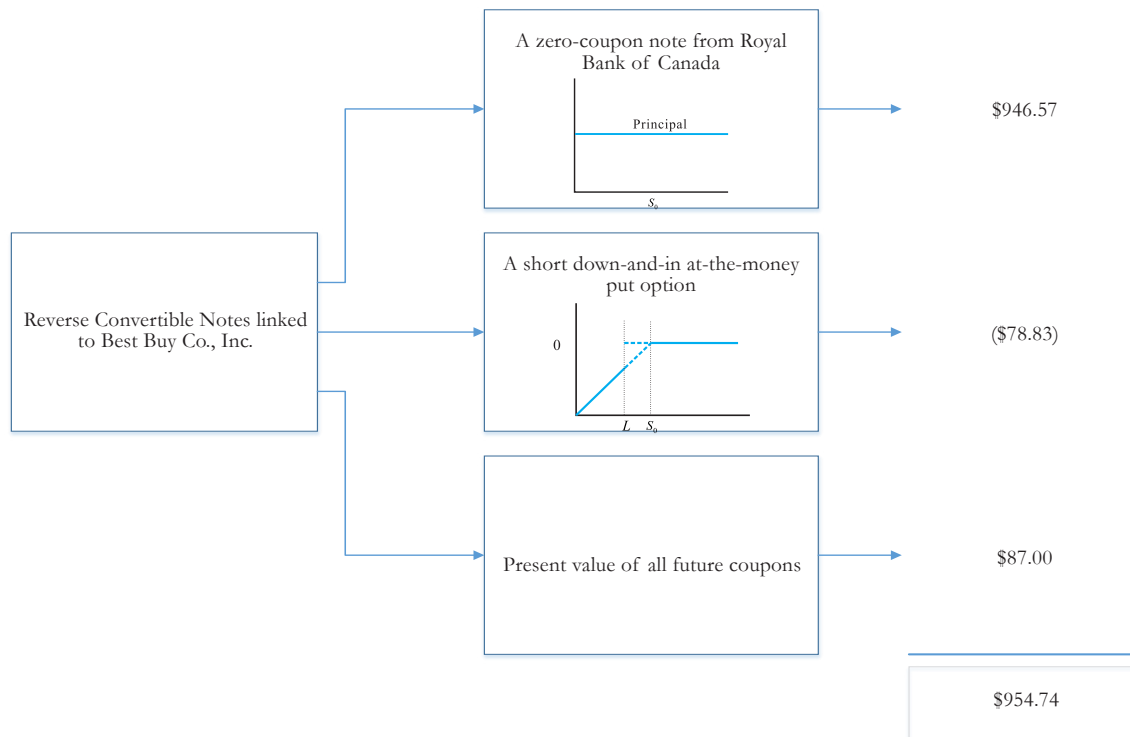 A zero-coupon note from Royal
Bank of Canada
Principal
S₀
$946.57
Reverse Convertible Notes linked
to Best Buy Co., Inc.
A short down-and-in at-the-money
put option
0
L S₀
($78.83)
Present value of all future coupons
$87.00
$954.74